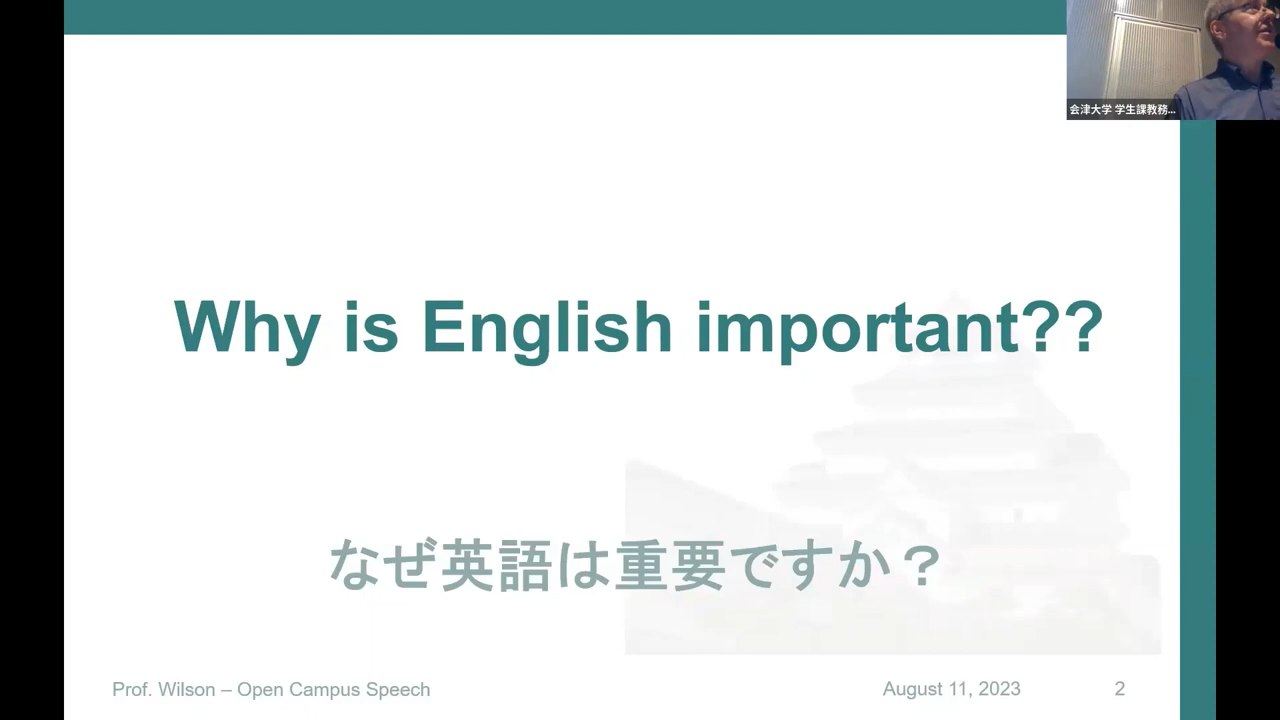 会津大学 学生課教務...
Why is English important??
なぜ英語は重要ですか？
Prof. Wilson – Open Campus Speech
August 11, 2023
2